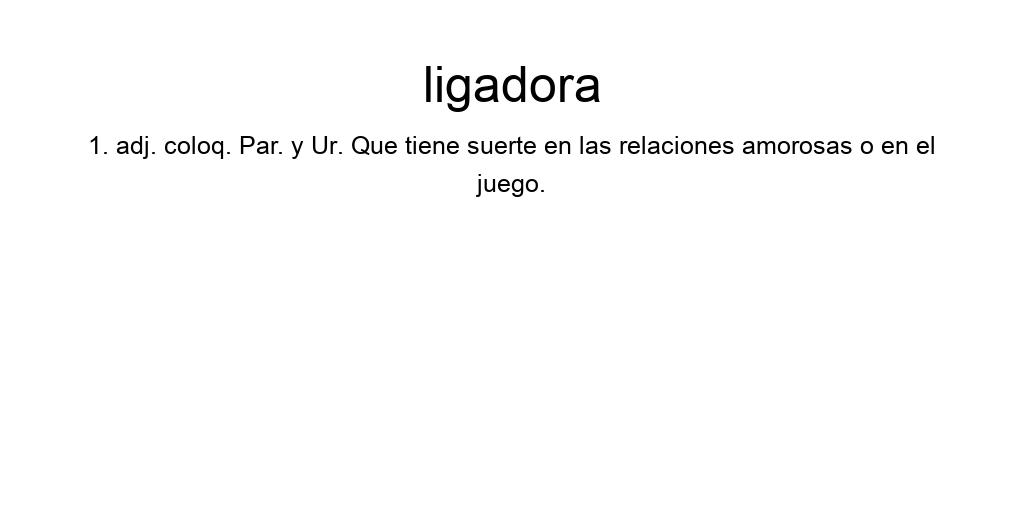 ligadora
1. adj. coloq. Par. y Ur. Que tiene suerte en las relaciones amorosas o en el
juego.